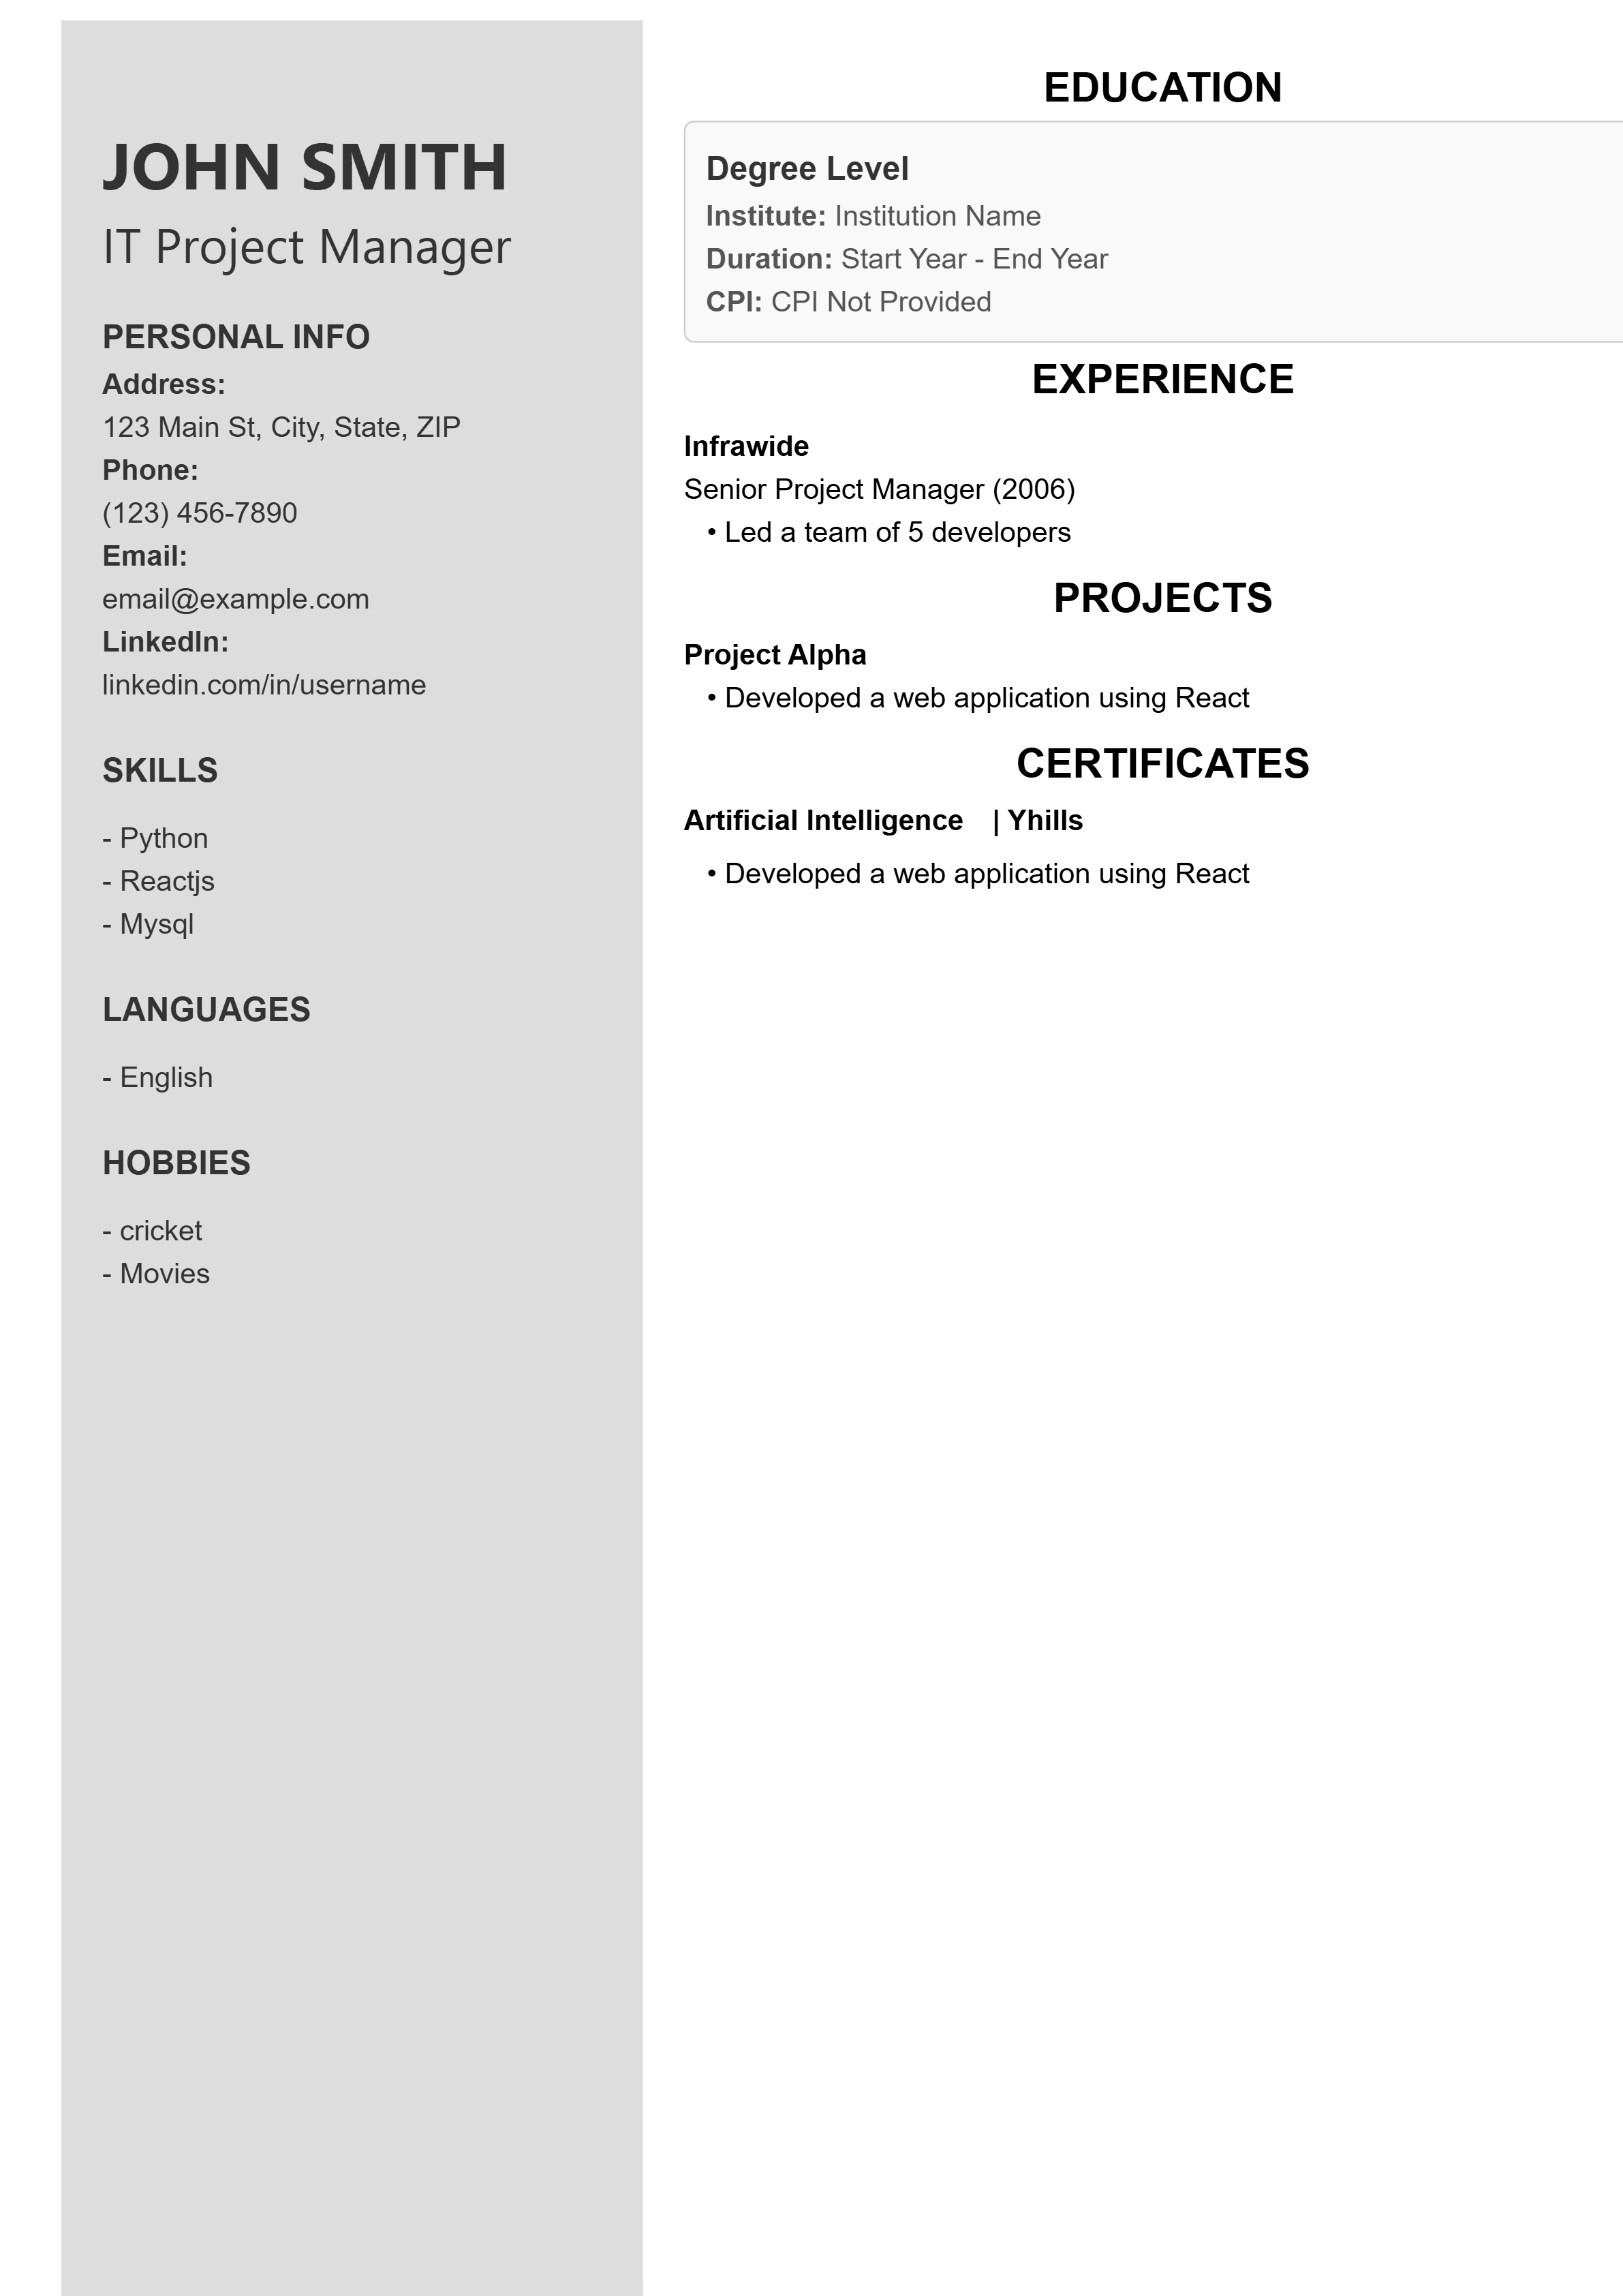 JOHN SMITH
IT Project Manager
PERSONAL INFO
Address:
123 Main St, City, State, ZIP
Phone:
(123) 456-7890
Email:
email@example.com
LinkedIn:
linkedin.com/in/username
SKILLS
- Python
- Reactjs
- Mysql
LANGUAGES
- English
HOBBIES
- cricket
- Movies
EDUCATION
Degree Level
Institute: Institution Name
Duration: Start Year - End Year
CPI: CPI Not Provided
EXPERIENCE
Infrawide
Senior Project Manager (2006)
• Led a team of 5 developers
PROJECTS
Project Alpha
• Developed a web application using React
CERTIFICATES
Artificial Intelligence | Yhills
• Developed a web application using React